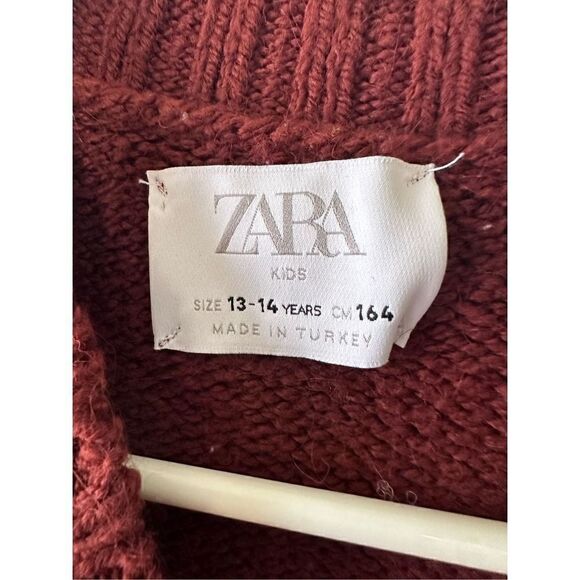 ZARA
KIDS
SIZE 13-14 YEARS CM 164
MADE IN TURKEY